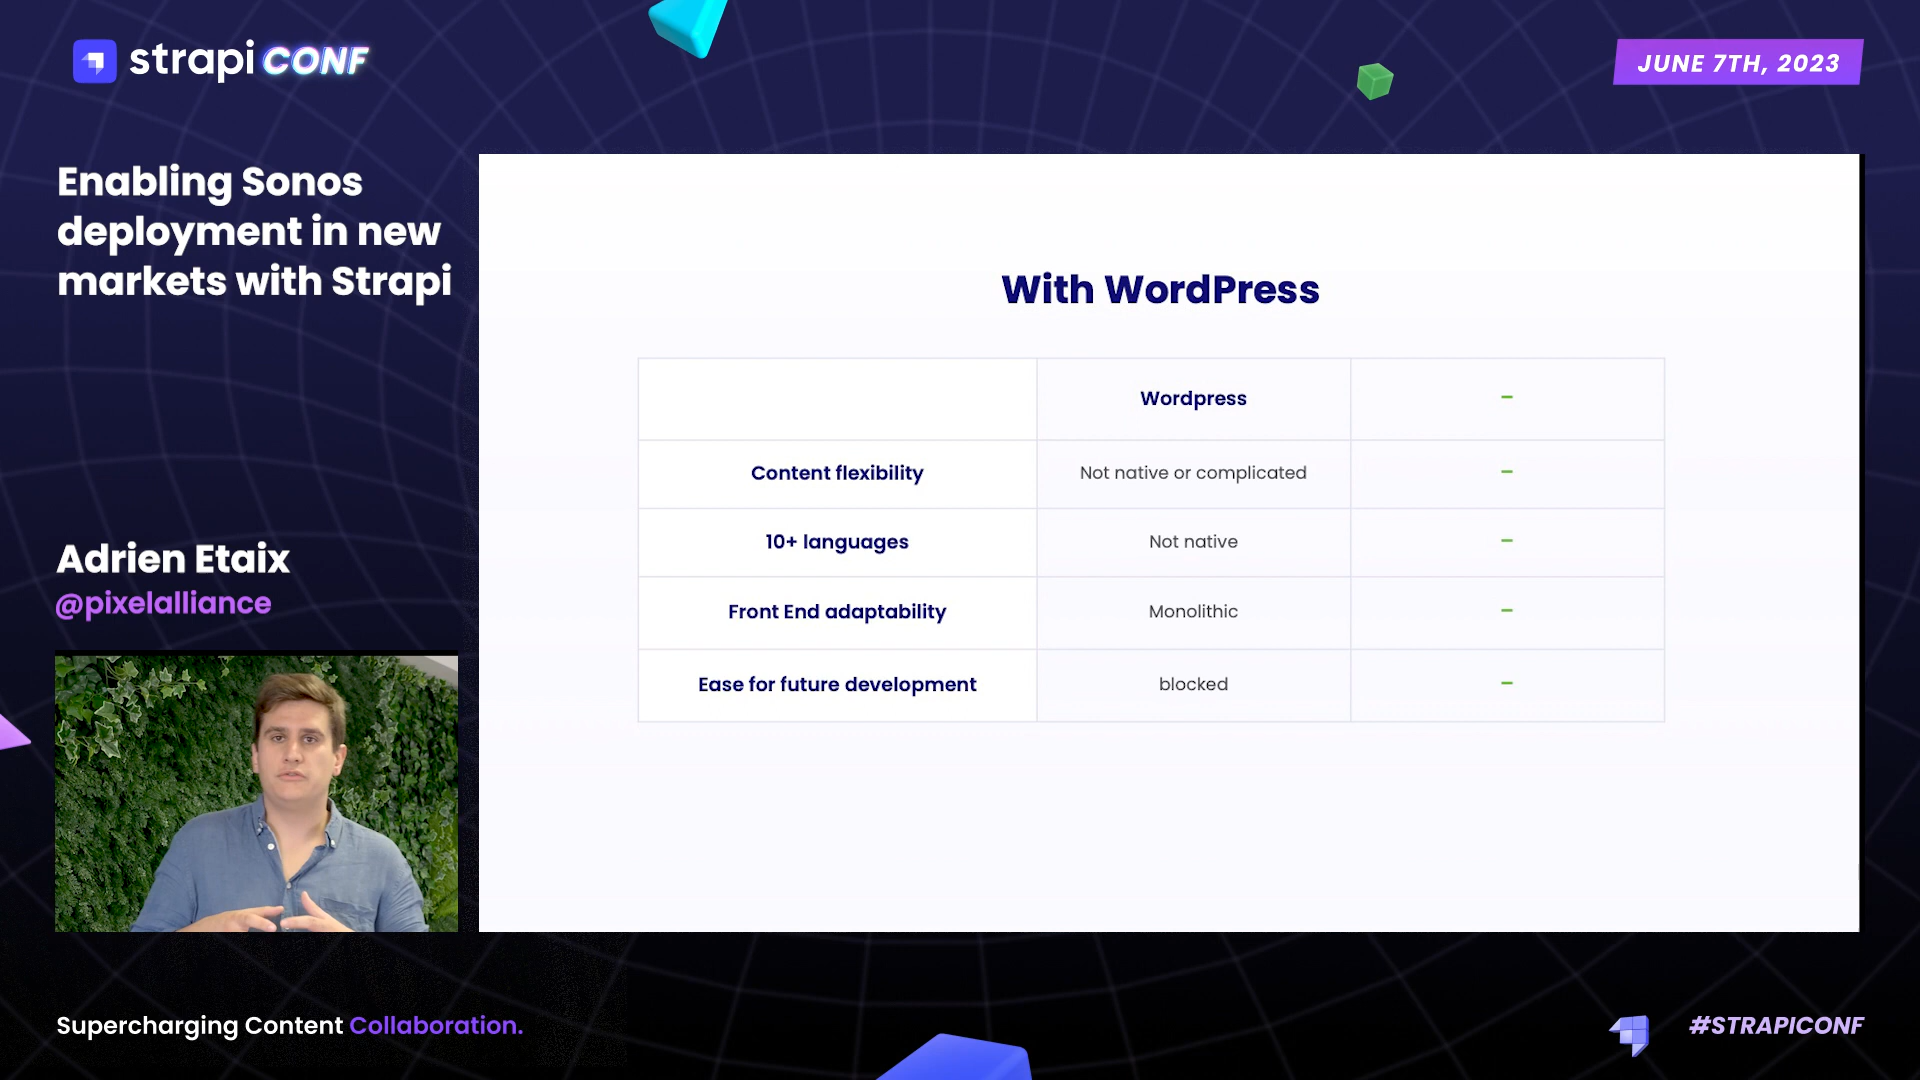 strapi CONF
JUNE 7TH, 2023
Enabling Sonos
deployment in new
markets with Strapi
Adrien Etaix
@pixelalliance
With WordPress
Wordpress –
Content flexibility Not native or complicated –
10+ languages Not native –
Front End adaptability Monolithic –
Ease for future development blocked –
Supercharging Content Collaboration.
#STRAPICONF